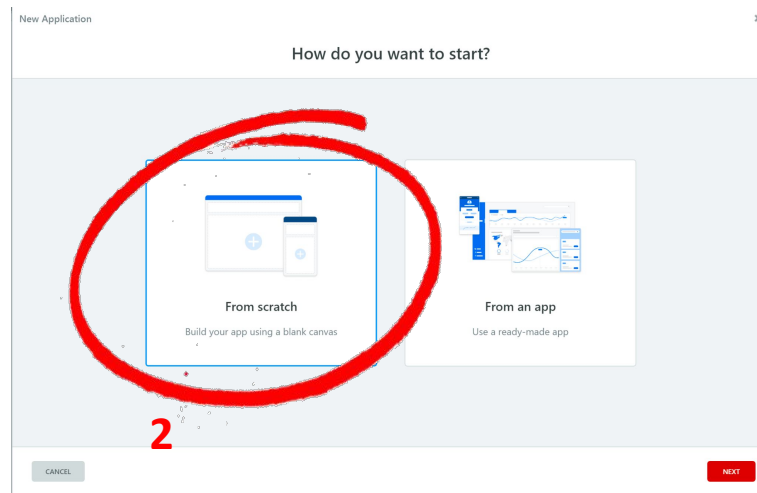 New Application
How do you want to start?
From scratch
Build your app using a blank canvas
From an app
Use a ready-made app
2
CANCEL
NEXT